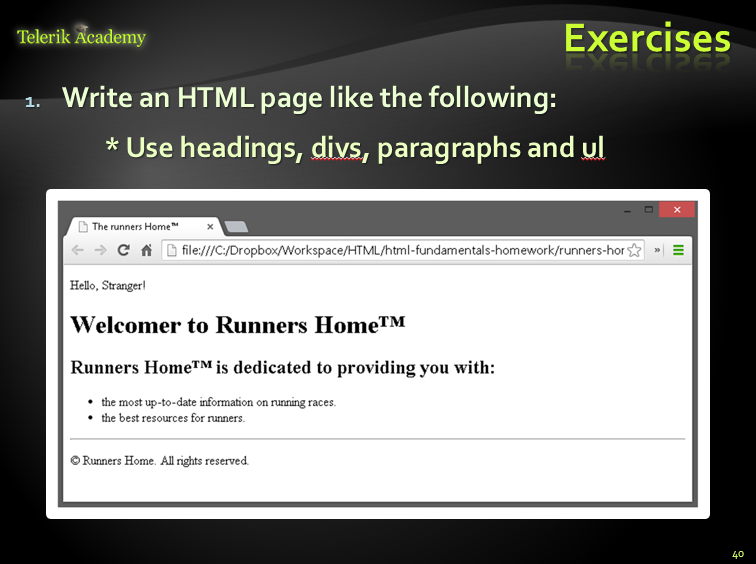 Telerik Academy
Exercises
1. Write an HTML page like the following:
* Use headings, divs, paragraphs and ul
The runners Home™
file:///C:/Dropbox/Workspace/HTML/html-fundamentals-homework/runners-hor
Hello, Stranger!
Welcomer to Runners Home™
Runners Home™ is dedicated to providing you with:
• the most up-to-date information on running races.
• the best resources for runners.
© Runners Home. All rights reserved.
40